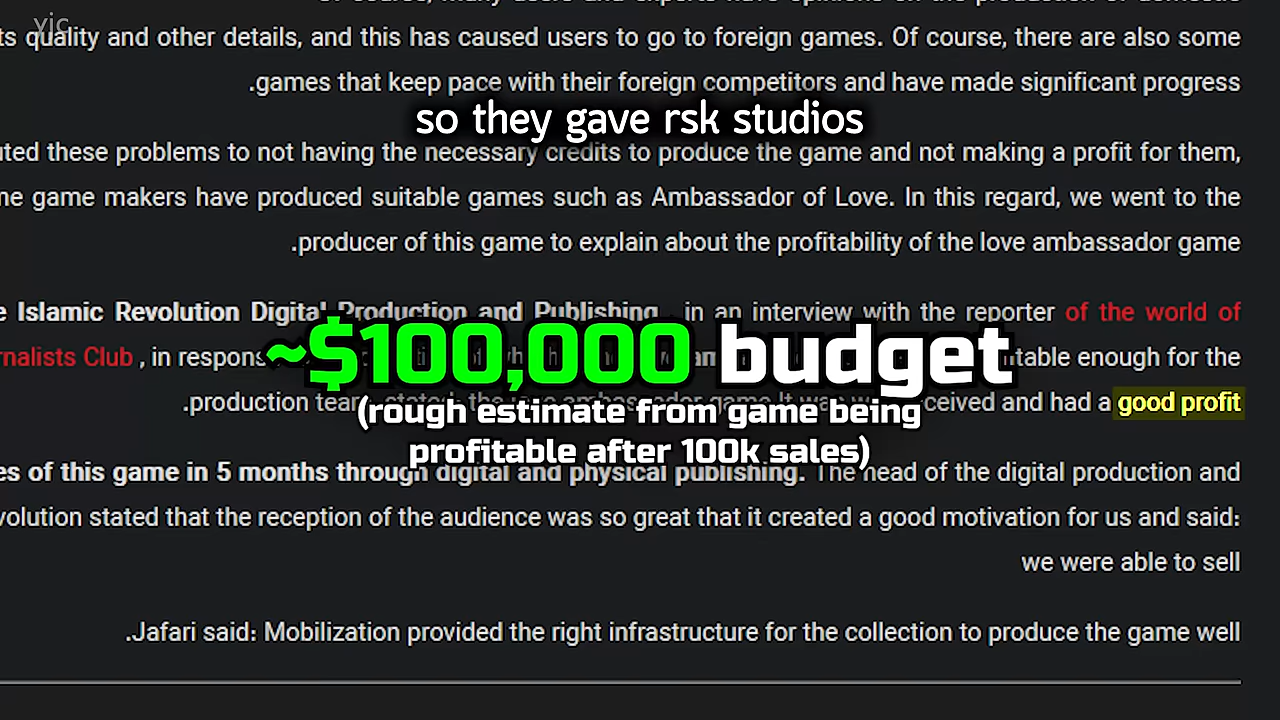 yjc
ts quality and other details, and this has caused users to go to foreign games. Of course, there are also some
.games that keep pace with their foreign competitors and have made significant progress
so they gave rsk studios
uted these problems to not having the necessary credits to produce the game and not making a profit for them,
me game makers have produced suitable games such as Ambassador of Love. In this regard, we went to the
.producer of this game to explain about the profitability of the love ambassador game
e Islamic Revolution Digital Production and Publishing , in an interview with the reporter of the world of
rnalists Club , in respons
table enough for the
~$100,000 budget
.production team, stated: the love ambassador game
ceived and had a good profit
(rough estimate from game being
profitable after 100k sales)
es of this game in 5 months through digital and physical publishing. The head of the digital production and
volution stated that the reception of the audience was so great that it created a good motivation for us and said:
we were able to sell
.Jafari said: Mobilization provided the right infrastructure for the collection to produce the game well